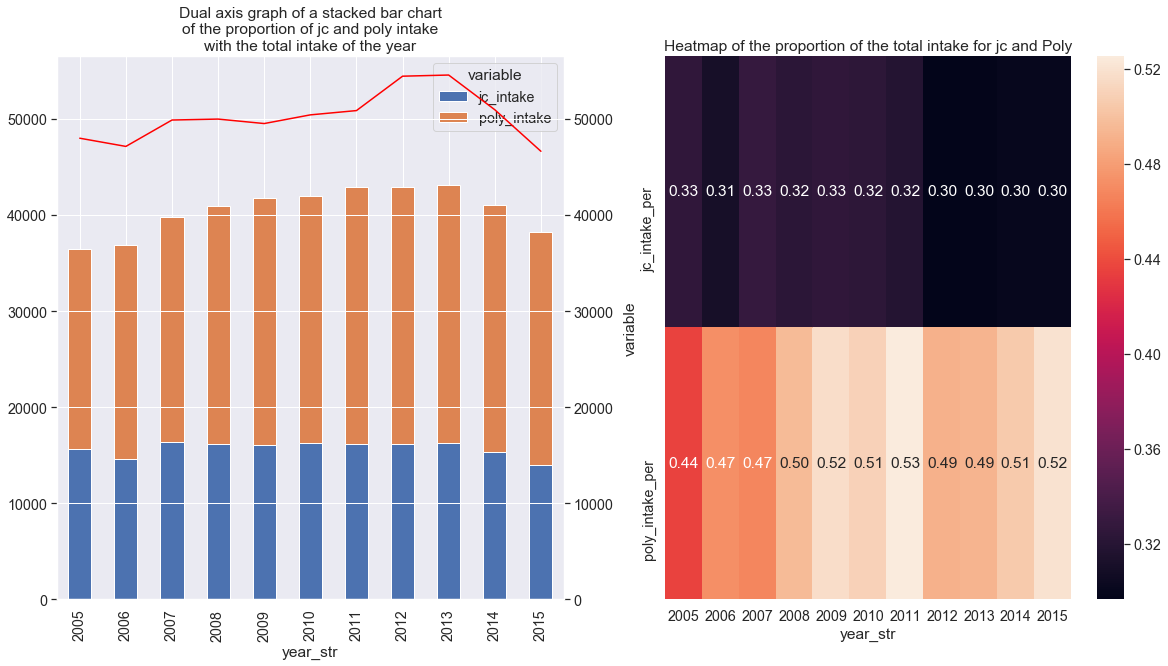 Dual axis graph of a stacked bar chart
of the proportion of jc and poly intake
with the total intake of the year
variable
jc_intake
poly_intake
50000
40000
30000
20000
10000
0
50000
40000
30000
20000
10000
0
2005 2006 2007 2008 2009 2010 2011 2012 2013 2014 2015
year_str
Heatmap of the proportion of the total intake for jc and Poly
variable
jc_intake_per
0.33 0.31 0.33 0.32 0.33 0.32 0.32 0.30 0.30 0.30 0.30
poly_intake_per
0.44 0.47 0.47 0.50 0.52 0.51 0.53 0.49 0.49 0.51 0.52
2005 2006 2007 2008 2009 2010 2011 2012 2013 2014 2015
year_str
0.52
0.48
0.44
0.40
0.36
0.32